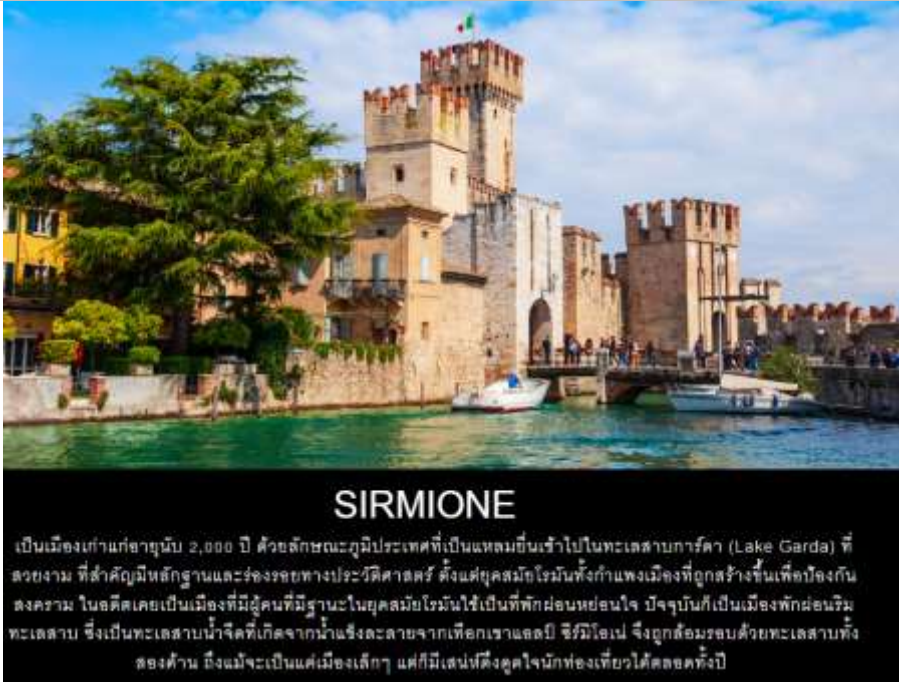 SIRMIONE
เป็นเมืองเก่าแก่อายุนับ 2,000 ปี ด้วยลักษณะภูมิประเทศที่เป็นแหลมยื่นเข้าไปในทะเลสาบการ์ดา (Lake Garda) ที่
สวยงาม ที่สำคัญมีหลักฐานและร่องรอยทางประวัติศาสตร์ ตั้งแต่ยุคสมัยโรมันทั้งกำแพงเมืองที่ถูกสร้างขึ้นเพื่อป้องกัน
สงคราม ในอดีตเคยเป็นเมืองที่มีผู้คนที่มีฐานะในยุคสมัยโรมันใช้เป็นที่พักผ่อนหย่อนใจ ปัจจุบันก็เป็นเมืองพักผ่อนริม
ทะเลสาบ ซึ่งเป็นทะเลสาบน้ำจืดที่เกิดจากน้ำแข็งละลายจากเทือกเขาแอลป์ ซีร์มิโอเน่ จึงถูกล้อมรอบด้วยทะเลสาบทั้ง
สองด้าน ถึงแม้จะเป็นแค่เมืองเล็กๆ แต่ก็มีเสน่ห์ดึงดูดใจนักท่องเที่ยวได้ตลอดทั้งปี